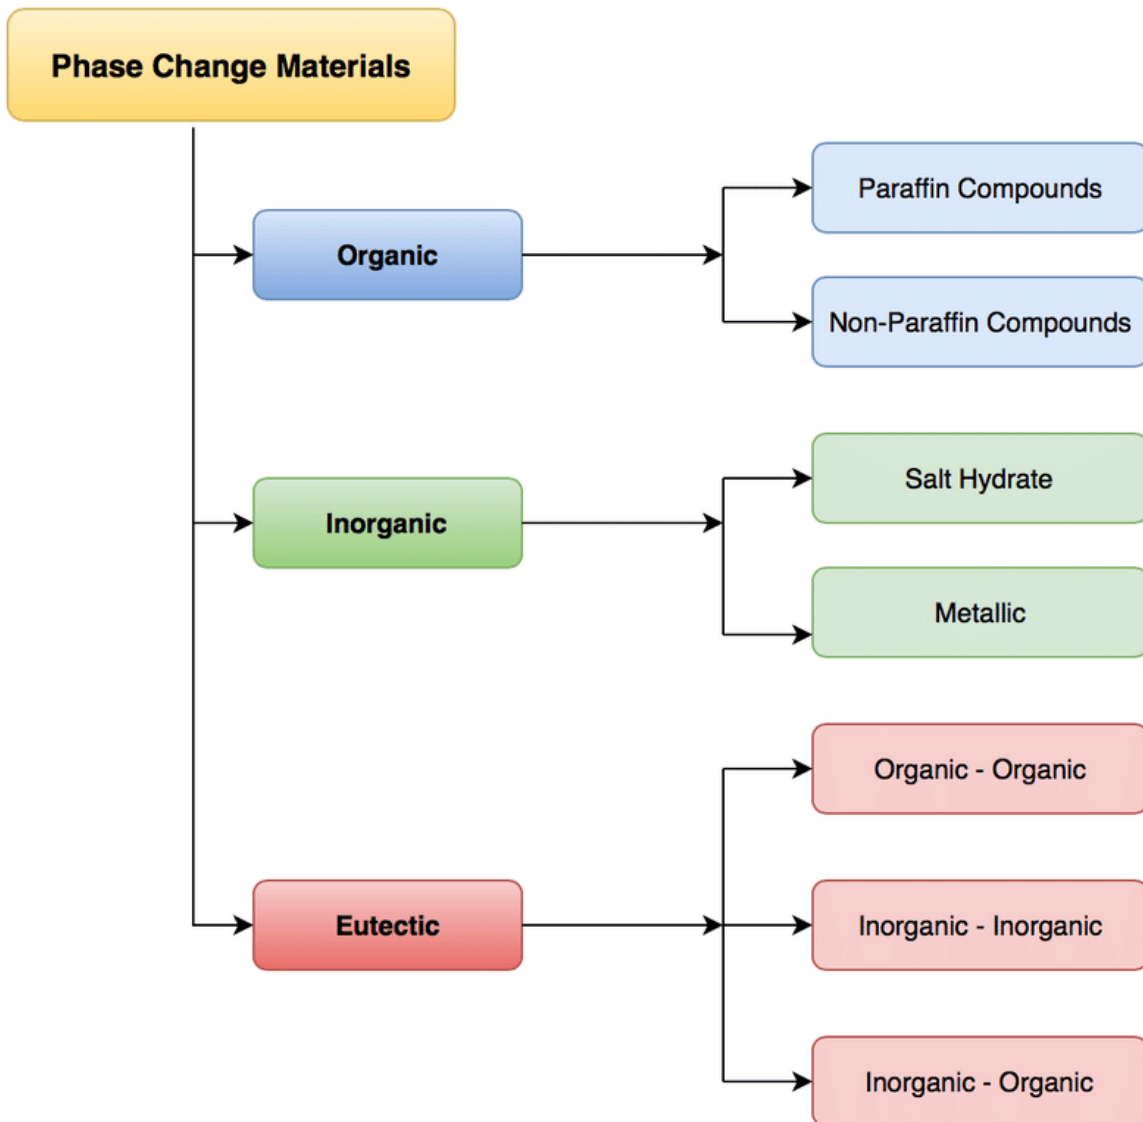 Phase Change Materials
Organic
Paraffin Compounds
Non-Paraffin Compounds
Inorganic
Salt Hydrate
Metallic
Eutectic
Organic - Organic
Inorganic - Inorganic
Inorganic - Organic